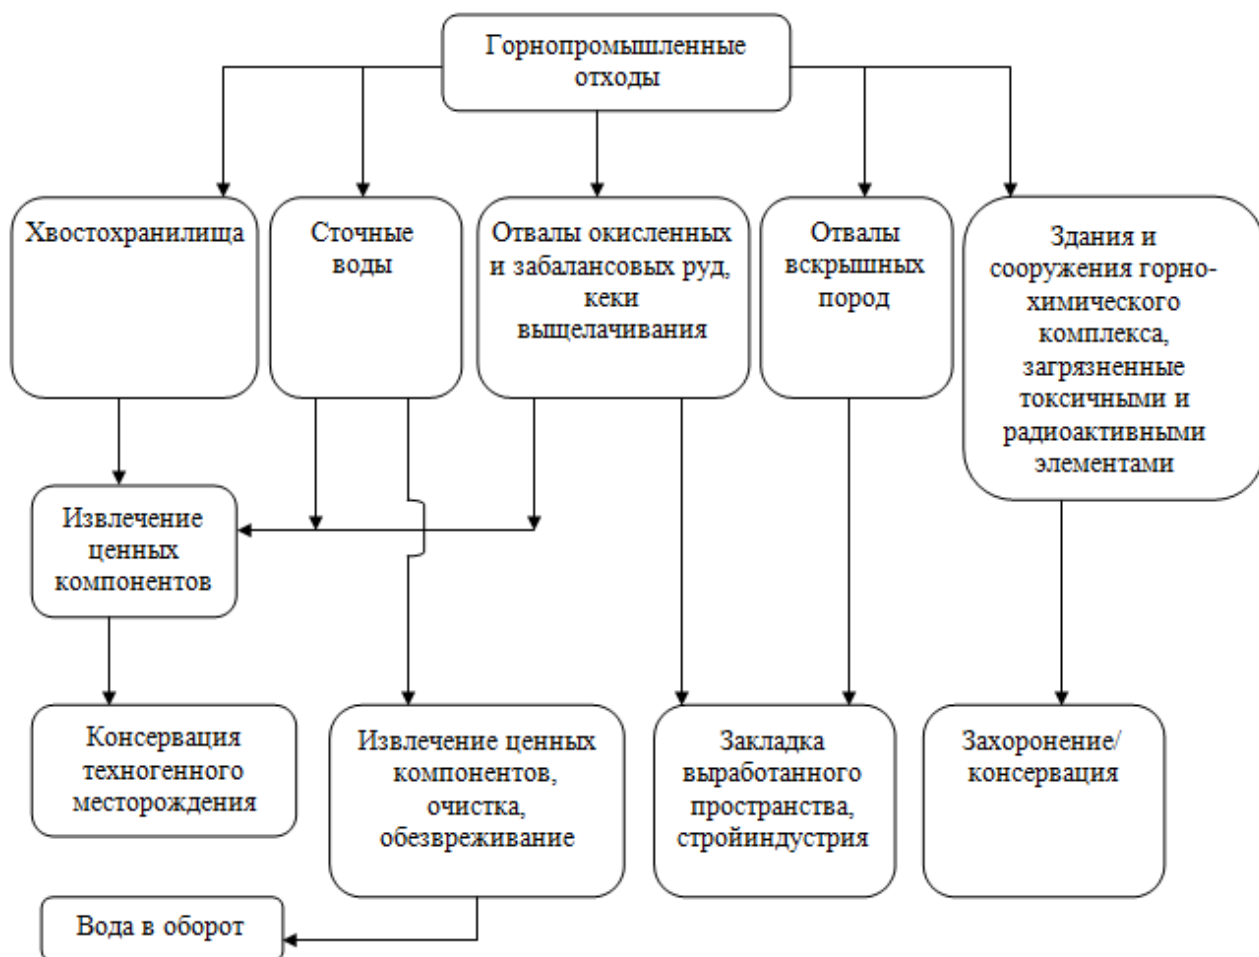 Горнопромышленные
отходы
Хвостохранилища
Сточные
воды
Отвалы окисленных
и забалансовых руд,
кеки
выщелачивания
Отвалы
вскрышных
пород
Здания и
сооружения горно-
химического
комплекса,
загрязненные
токсичными и
радиоактивными
элементами
Извлечение
ценных
компонентов
Консервация
техногенного
месторождения
Извлечение ценных
компонентов,
очистка,
обезвреживание
Закладка
выработанного
пространства,
стройиндустрия
Захоронение/
консервация
Вода в оборот